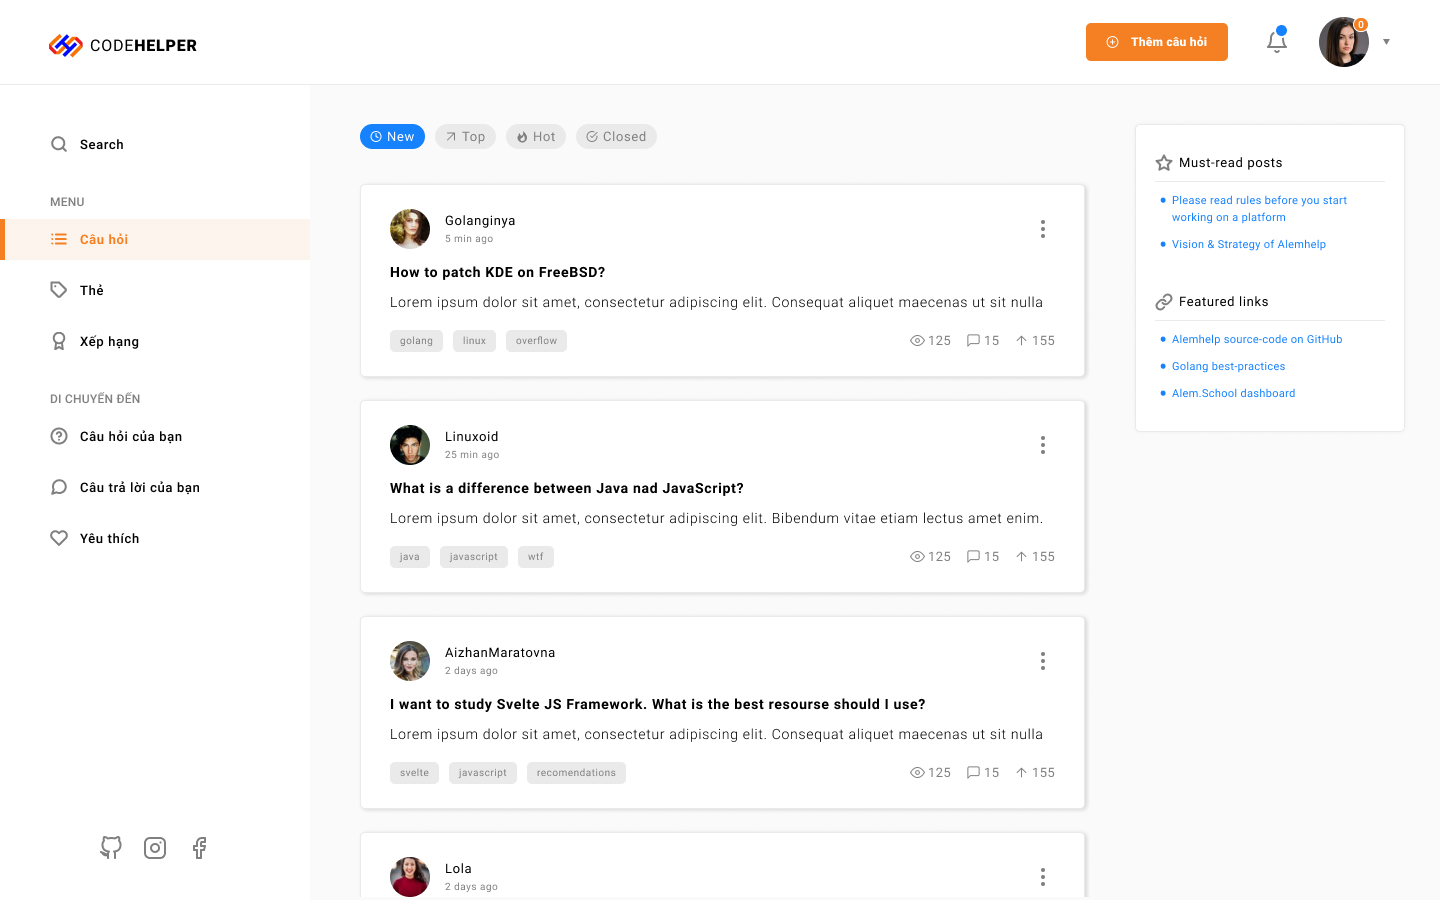 CODEHELPER
Thêm câu hỏi
0
Search
MENU
Câu hỏi
Thẻ
Xếp hạng
DI CHUYỂN ĐẾN
Câu hỏi của bạn
Câu trả lời của bạn
Yêu thích
New
Top
Hot
Closed
Golanginya
5 min ago
How to patch KDE on FreeBSD?
Lorem ipsum dolor sit amet, consectetur adipiscing elit. Consequat aliquet maecenas ut sit nulla
golang linux overflow 125 15 155
Linuxoid
25 min ago
What is a difference between Java nad JavaScript?
Lorem ipsum dolor sit amet, consectetur adipiscing elit. Bibendum vitae etiam lectus amet enim.
java javascript wtf 125 15 155
AizhanMaratovna
2 days ago
I want to study Svelte JS Framework. What is the best resourse should I use?
Lorem ipsum dolor sit amet, consectetur adipiscing elit. Consequat aliquet maecenas ut sit nulla
svelte javascript recomendations 125 15 155
Lola
2 days ago
Must-read posts
Please read rules before you start
working on a platform
Vision & Strategy of Alemhelp
Featured links
Alemhelp source-code on GitHub
Golang best-practices
Alem.School dashboard